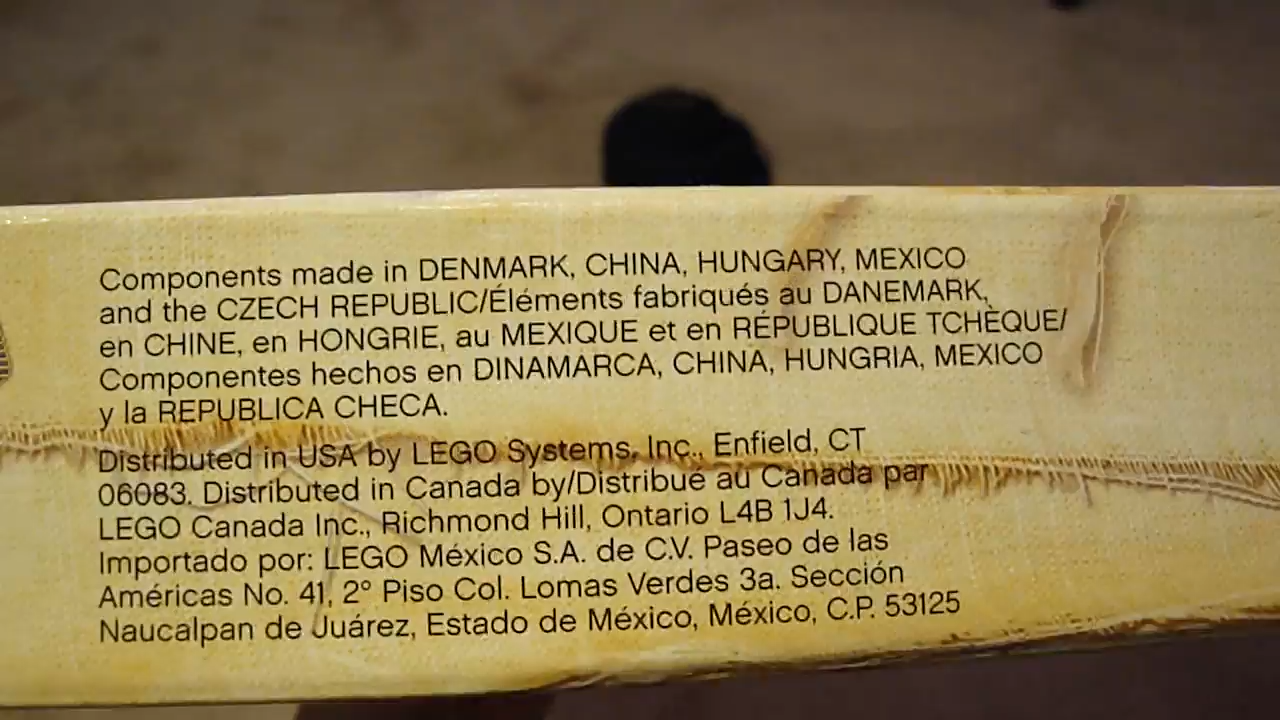 Components made in DENMARK, CHINA, HUNGARY, MEXICO
and the CZECH REPUBLIC/Éléments fabriqués au DANEMARK,
en CHINE, en HONGRIE, au MEXIQUE et en RÉPUBLIQUE TCHÈQUE/
Componentes hechos en DINAMARCA, CHINA, HUNGRIA, MEXICO
y la REPUBLICA CHECA.
Distributed in USA by LEGO Systems, Inc., Enfield, CT
06083. Distributed in Canada by/Distribué au Canada par
LEGO Canada Inc., Richmond Hill, Ontario L4B 1J4.
Importado por: LEGO México S.A. de C.V. Paseo de las
Américas No. 41, 2° Piso Col. Lomas Verdes 3a. Sección
Naucalpan de Juárez, Estado de México, México, C.P. 53125